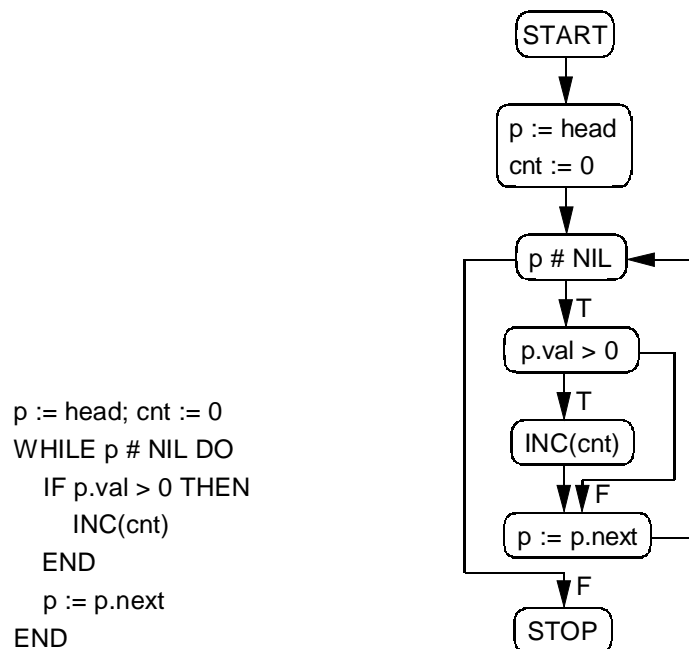 START
p := head
cnt := 0
p # NIL
T
p.val > 0
T
INC(cnt)
F
p := p.next
F
STOP
p := head; cnt := 0
WHILE p # NIL DO
IF p.val > 0 THEN
INC(cnt)
END
p := p.next
END